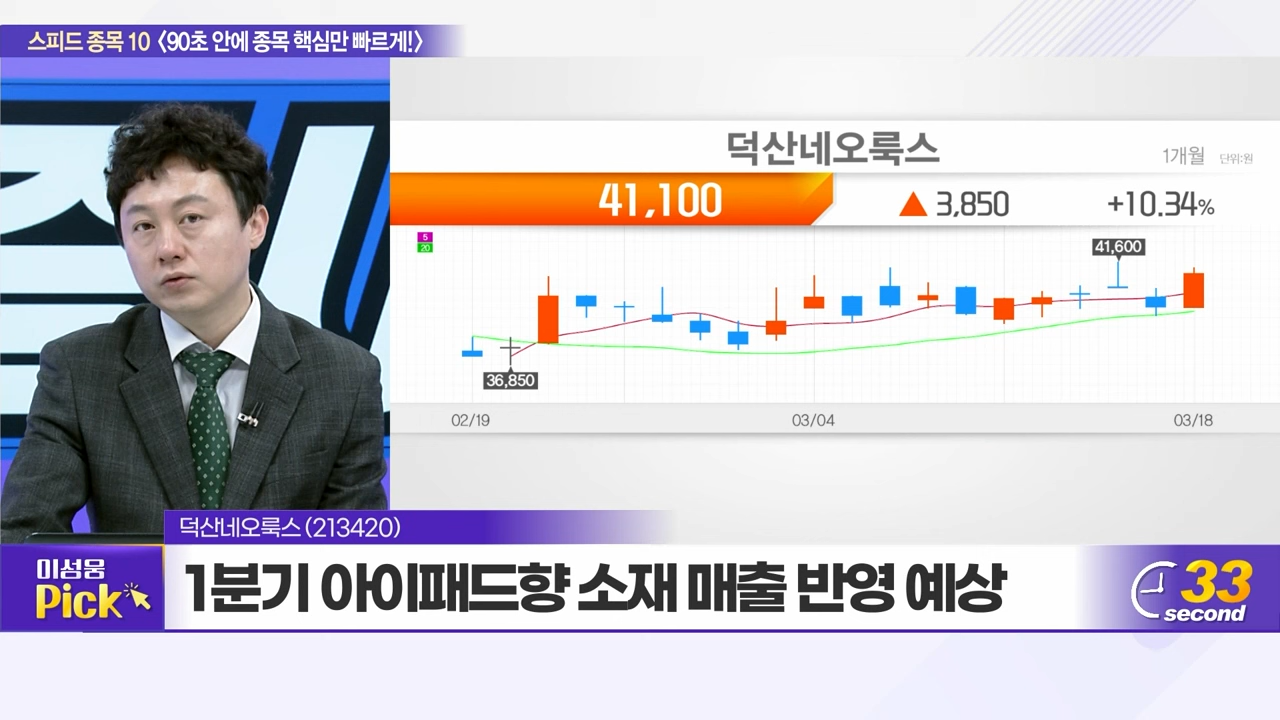 스피드 종목 10 〈90초 안에 종목 핵심만 빠르게!〉
덕산네오룩스
1개월 단위:원
41,100 ▲ 3,850 +10.34%
5
20
41,600
36,850
02/19 03/04 03/18
덕산네오룩스 (213420)
미성웅
Pick
1분기 아이패드향 소재 매출 반영 예상
33
second